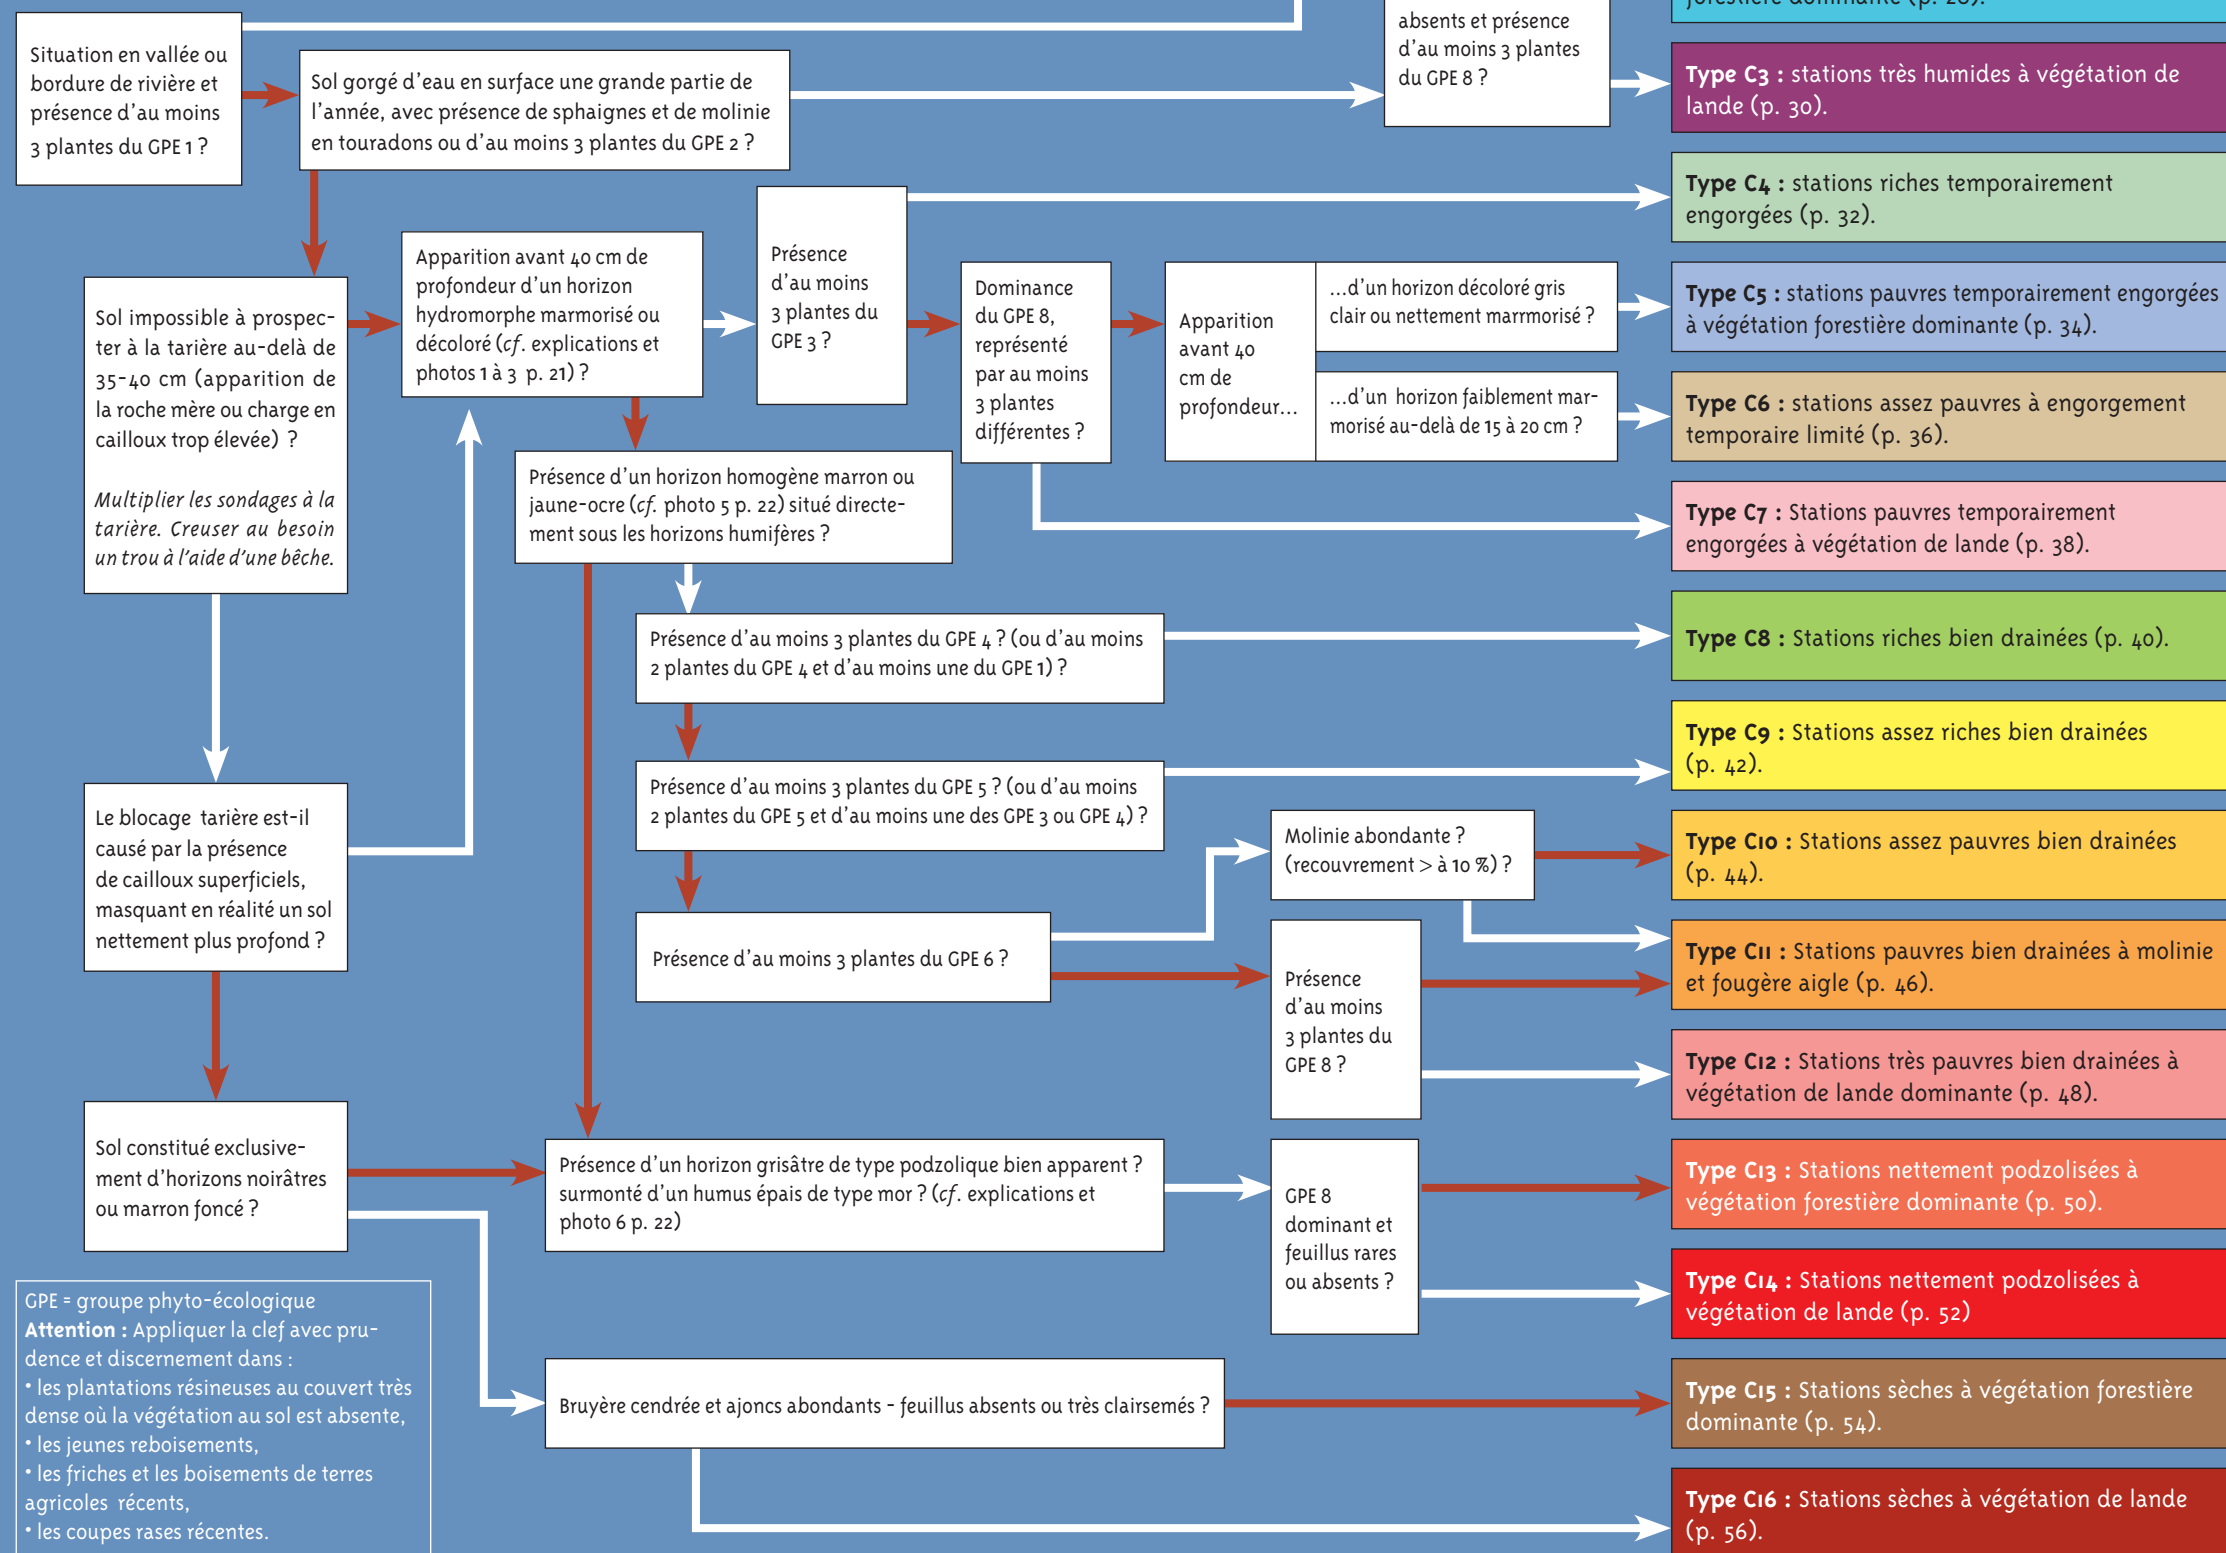 forestière dominante (p. 28).
absents et présence
d'au moins 3 plantes
du GPE 8 ?
Type C3 : stations très humides à végétation de
lande (p. 30).
Situation en vallée ou
bordure de rivière et
présence d'au moins
3 plantes du GPE 1 ?
Sol gorgé d'eau en surface une grande partie de
l'année, avec présence de sphaignes et de molinie
en touradons ou d'au moins 3 plantes du GPE 2 ?
Type C4 : stations riches temporairement
engorgées (p. 32).
Sol impossible à prospec-
ter à la tarière au-delà de
35-40 cm (apparition de
la roche mère ou charge en
cailloux trop élevée) ?
Multiplier les sondages à la
tarière. Creuser au besoin
un trou à l'aide d'une bêche.
Apparition avant 40 cm de
profondeur d'un horizon
hydromorphe marmorisé ou
décoloré (cf. explications et
photos 1 à 3 p. 21) ?
Présence
d'au moins
3 plantes du
GPE 3 ?
Dominance
du GPE 8,
représenté
par au moins
3 plantes
différentes ?
Apparition
avant 40
cm de
profondeur...
...d'un horizon décoloré gris
clair ou nettement marrmorisé ?
...d'un horizon faiblement mar-
morisé au-delà de 15 à 20 cm ?
Type C5 : stations pauvres temporairement engorgées
à végétation forestière dominante (p. 34).
Type C6 : stations assez pauvres à engorgement
temporaire limité (p. 36).
Type C7 : Stations pauvres temporairement
engorgées à végétation de lande (p. 38).
Présence d'un horizon homogène marron ou
jaune-ocre (cf. photo 5 p. 22) situé directe-
ment sous les horizons humifères ?
Présence d'au moins 3 plantes du GPE 4 ? (ou d'au moins
2 plantes du GPE 4 et d'au moins une du GPE 1) ?
Type C8 : Stations riches bien drainées (p. 40).
Présence d'au moins 3 plantes du GPE 5 ? (ou d'au moins
2 plantes du GPE 5 et d'au moins une des GPE 3 ou GPE 4) ?
Type C9 : Stations assez riches bien drainées
(p. 42).
Le blocage tarière est-il
causé par la présence
de cailloux superficiels,
masquant en réalité un sol
nettement plus profond ?
Présence d'au moins 3 plantes du GPE 6 ?
Molinie abondante ?
(recouvrement > à 10 %) ?
Type C10 : Stations assez pauvres bien drainées
(p. 44).
Présence
d'au moins
3 plantes du
GPE 8 ?
Type C11 : Stations pauvres bien drainées à molinie
et fougère aigle (p. 46).
Type C12 : Stations très pauvres bien drainées à
végétation de lande dominante (p. 48).
Sol constitué exclusive-
ment d'horizons noirâtres
ou marron foncé ?
Présence d'un horizon grisâtre de type podzolique bien apparent ?
surmonté d'un humus épais de type mor ? (cf. explications et
photo 6 p. 22)
GPE 8
dominant et
feuillus rares
ou absents ?
Type C13 : Stations nettement podzolisées à
végétation forestière dominante (p. 50).
Type C14 : Stations nettement podzolisées à
végétation de lande (p. 52)
Bruyère cendrée et ajoncs abondants - feuillus absents ou très clairsemés ?
Type C15 : Stations sèches à végétation forestière
dominante (p. 54).
Type C16 : Stations sèches à végétation de lande
(p. 56).
GPE = groupe phyto-écologique
Attention : Appliquer la clef avec pru-
dence et discernement dans :
• les plantations résineuses au couvert très
dense où la végétation au sol est absente,
• les jeunes reboisements,
• les friches et les boisements de terres
agricoles récents,
• les coupes rases récentes.